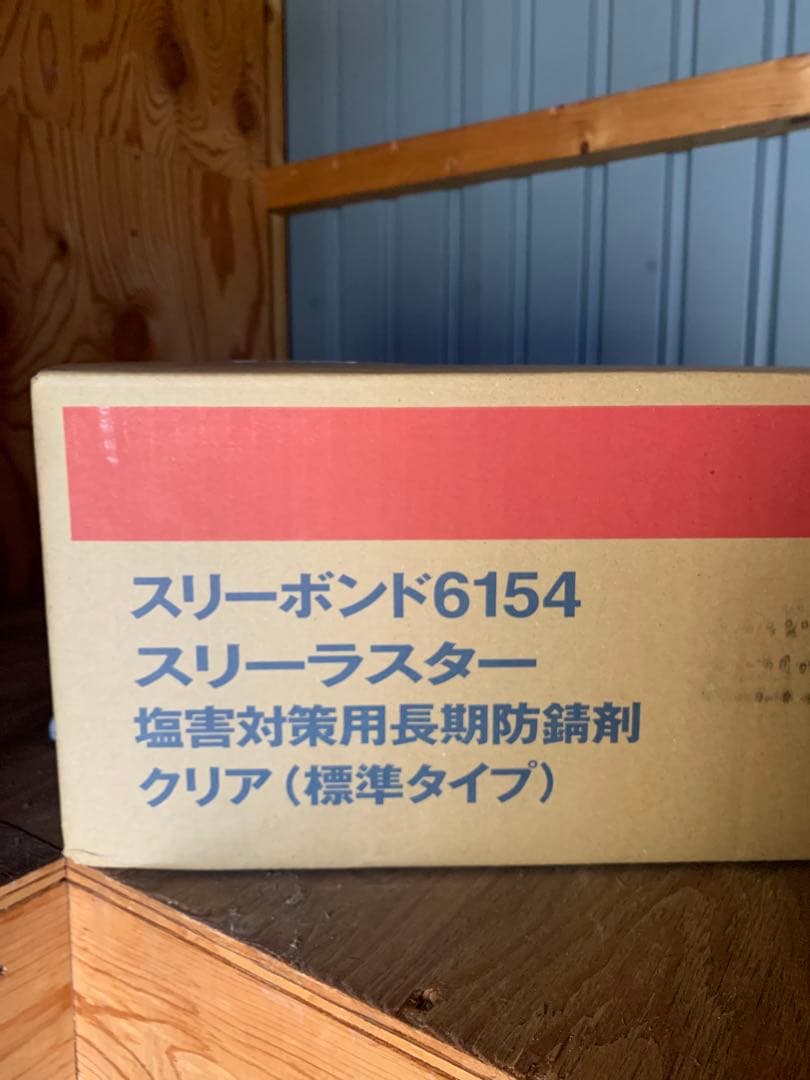 スリーボンド6154
スリーラスター
塩害対策用長期防錆剤
クリア(標準タイプ)